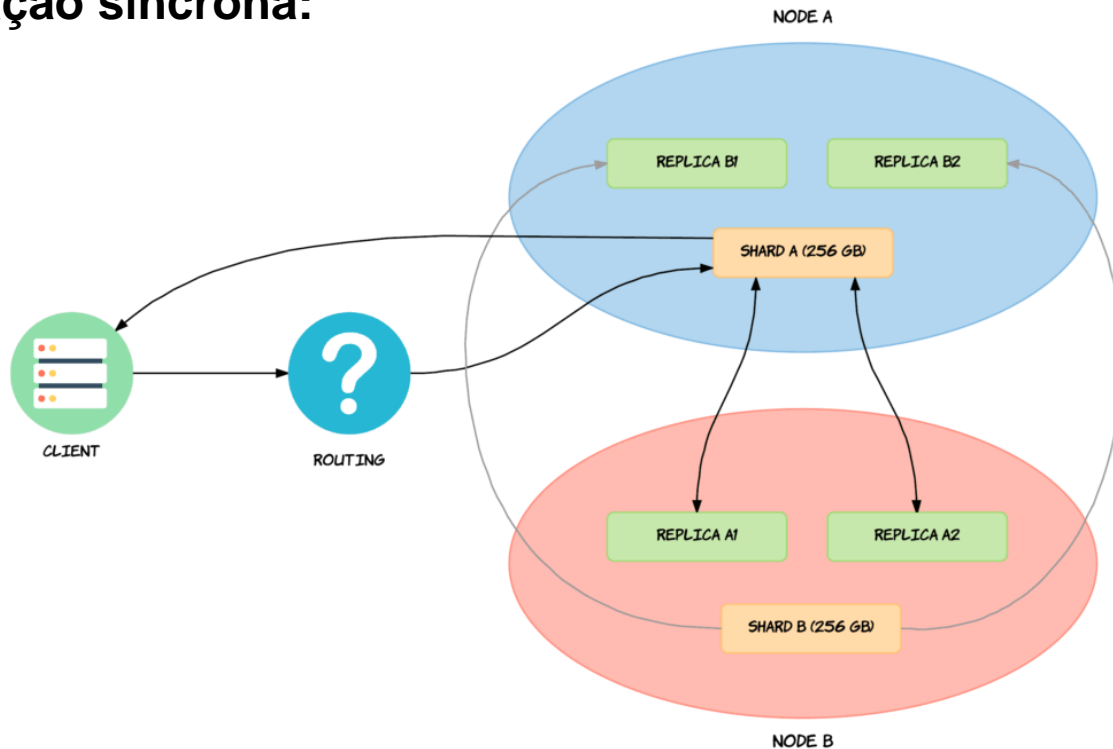 ção síncrona:
NODE A
REPLICA B1
REPLICA B2
SHARD A (256 GB)
CLIENT
ROUTING
REPLICA A1
REPLICA A2
SHARD B (256 GB)
NODE B